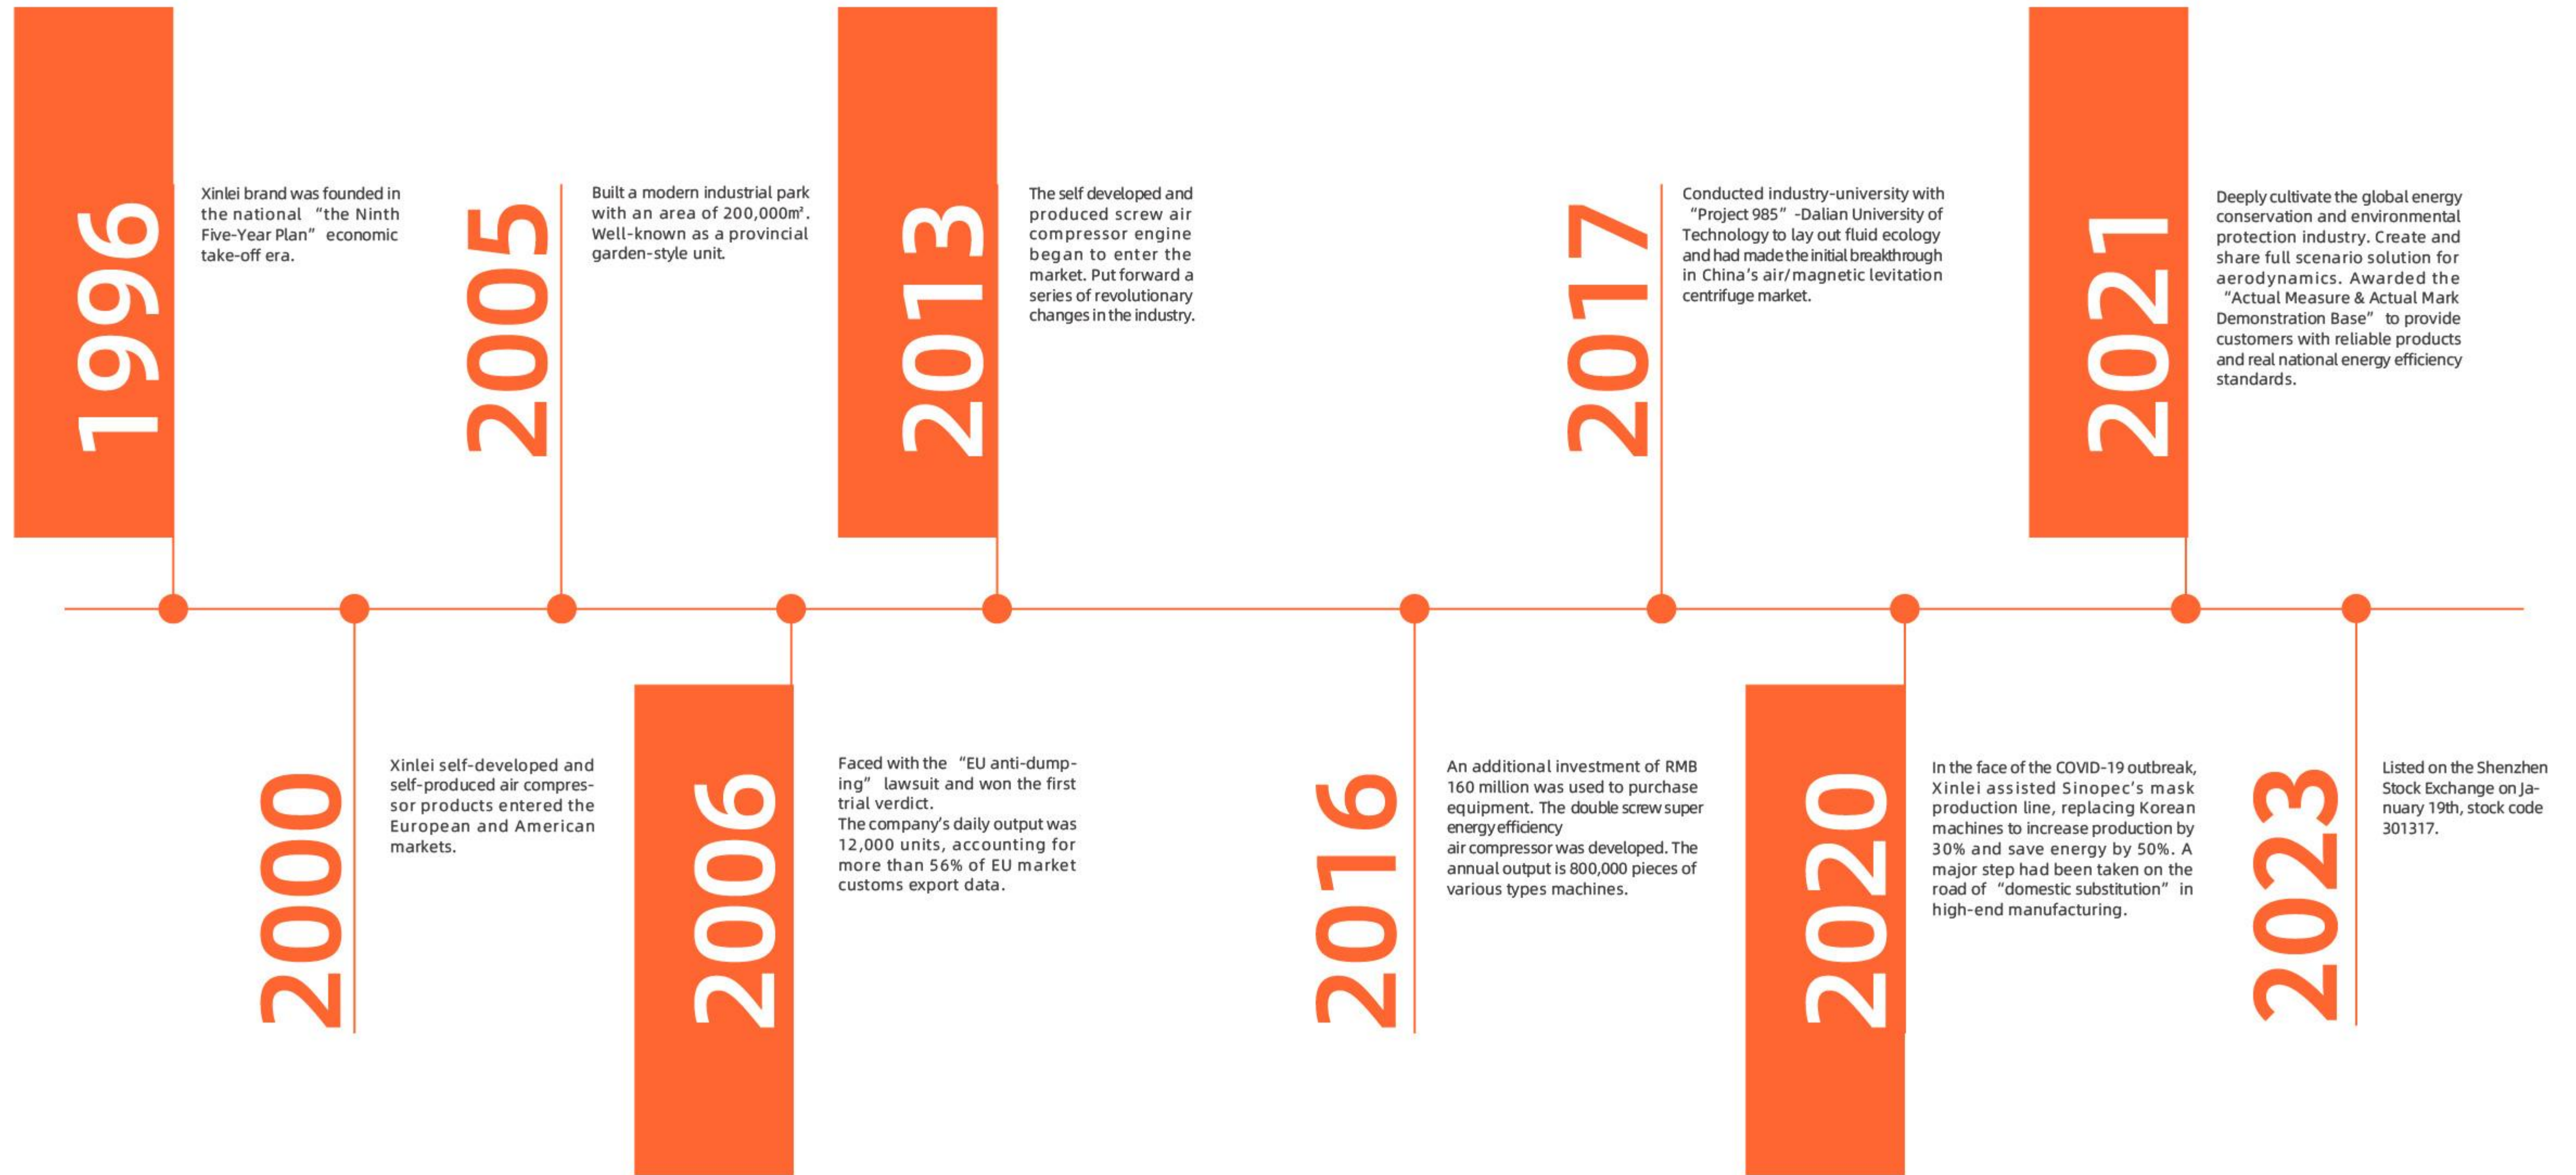 1996
Xinlei brand was founded in
the national “the Ninth
Five-Year Plan” economic
take-off era.
2000
Xinlei self-developed and
self-produced air compres-
sor products entered the
European and American
markets.
2005
Built a modern industrial park
with an area of 200,000m².
Well-known as a provincial
garden-style unit.
2006
Faced with the “EU anti-dump-
ing” lawsuit and won the first
trial verdict.
The company’s daily output was
12,000 units, accounting for
more than 56% of EU market
customs export data.
2013
The self developed and
produced screw air
compressor engine
began to enter the
market. Put forward a
series of revolutionary
changes in the industry.
2016
An additional investment of RMB
160 million was used to purchase
equipment. The double screw super
energy efficiency
air compressor was developed. The
annual output is 800,000 pieces of
various types machines.
2017
Conducted industry-university with
“Project 985” -Dalian University of
Technology to lay out fluid ecology
and had made the initial breakthrough
in China’s air/magnetic levitation
centrifuge market.
2020
In the face of the COVID-19 outbreak,
Xinlei assisted Sinopec’s mask
production line, replacing Korean
machines to increase production by
30% and save energy by 50%. A
major step had been taken on the
road of “domestic substitution” in
high-end manufacturing.
2021
Deeply cultivate the global energy
conservation and environmental
protection industry. Create and
share full scenario solution for
aerodynamics. Awarded the
“Actual Measure & Actual Mark
Demonstration Base” to provide
customers with reliable products
and real national energy efficiency
standards.
2023
Listed on the Shenzhen
Stock Exchange on Ja-
nuary 19th, stock code
301317.